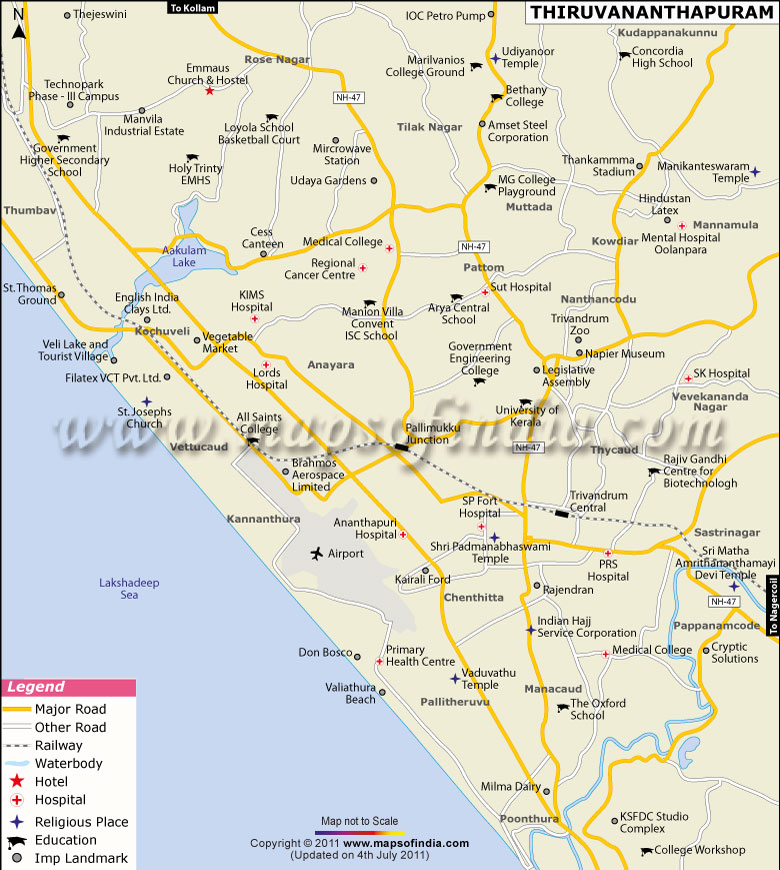 THIRUVANANTHAPURAM
To Kollam
N
Thejeswini
IOC Petro Pump
Kudappanakunnu
Rose Nagar
Marilvanios
College Ground
Udiyanoor
Temple
Concordia
High School
Emmaus
Church & Hostel
Technopark
Phase - III Campus
NH-47
Bethany
College
Manvila
Industrial Estate
Loyola School
Basketball Court
Tilak Nagar
Amset Steel
Corporation
Government
Higher Secondary
School
Mircrowave
Station
Holy Trinty
EMHS
Udaya Gardens
Thankammma
Stadium
Manikanteswaram
Temple
MG College
Playground
Muttada
Hindustan
Latex
Thumbav
Mannamula
Cess
Canteen
Medical College
NH-47
Kowdiar
Mental Hospital
Oolanpara
Aakulam
Lake
Regional
Cancer Centre
Pattom
St.Thomas
Ground
English India
Clays Ltd.
KIMS
Hospital
Sut Hospital
Nanthancodu
Manion Villa
Convent
ISC School
Arya Central
School
Trivandrum
Zoo
Kochuveli
Vegetable
Market
Veli Lake and
Tourist Village
Government
Engineering
College
Napier Museum
Anayara
Lords
Hospital
Legislative
Assembly
Filatex VCT Pvt. Ltd.
SK Hospital
Vevekananda
Nagar
St.Josephs
Church
All Saints
College
University of
Kerala
Pallimukku
Junction
www.mapsofindia.com
Vettucaud
NH-47
Thycaud
Rajiv Gandhi
Centre for
Biotechnologh
Brahmos
Aerospace
Limited
SP Fort
Hospital
Trivandrum
Central
Kannanthura
Ananthapuri
Hospital
Sastrinagar
Airport
Shri Padmanabhaswami
Temple
PRS
Hospital
Sri Matha
Amrithananthamayi
Devi Temple
Lakshadeep
Sea
Kairali Ford
Rajendran
Chenthitta
NH-47
To Nagercoil
Indian Hajj
Service Corporation
Pappanamcode
Don Bosco
Primary
Health Centre
Medical College
Cryptic
Solutions
Valiathura
Beach
Vaduvathu
Temple
Manacaud
Pallitheruvu
The Oxford
School
Legend
Major Road
Other Road
Railway
Waterbody
Hotel
Hospital
Religious Place
Education
Imp Landmark
Milma Dairy
Map not to Scale
Poonthura
KSFDC Studio
Complex
Copyright © 2011 www.mapsofindia.com
(Updated on 4th July 2011)
College Workshop